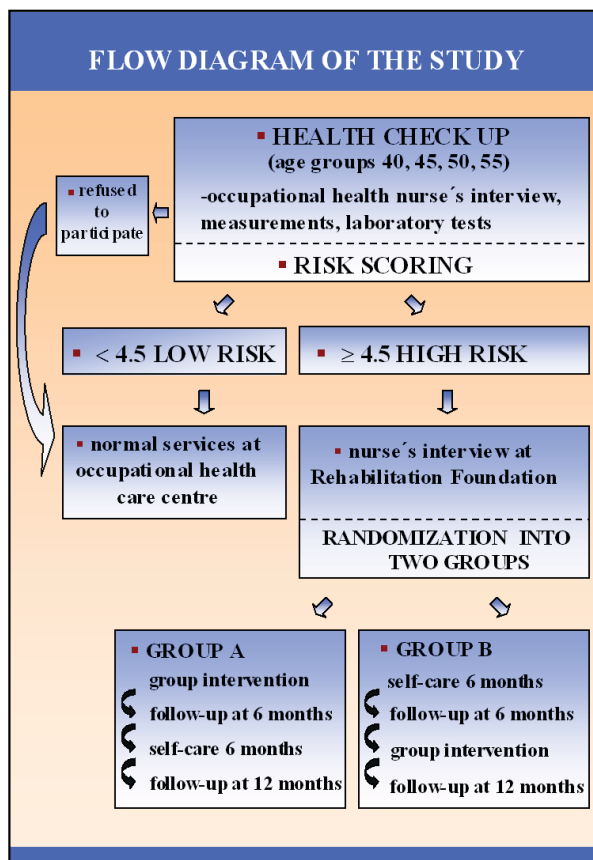 FLOW DIAGRAM OF THE STUDY
▪ HEALTH CHECK UP
(age groups 40, 45, 50, 55)
-occupational health nurse´s interview,
measurements, laboratory tests
▪ RISK SCORING
▪ refused
to
participate
▪ < 4.5 LOW RISK
▪ ≥ 4.5 HIGH RISK
▪ normal services at
occupational health
care centre
▪ nurse´s interview at
Rehabilitation Foundation
RANDOMIZATION INTO
TWO GROUPS
▪ GROUP A
group intervention
follow-up at 6 months
self-care 6 months
follow-up at 12 months
▪ GROUP B
self-care 6 months
follow-up at 6 months
group intervention
follow-up at 12 months